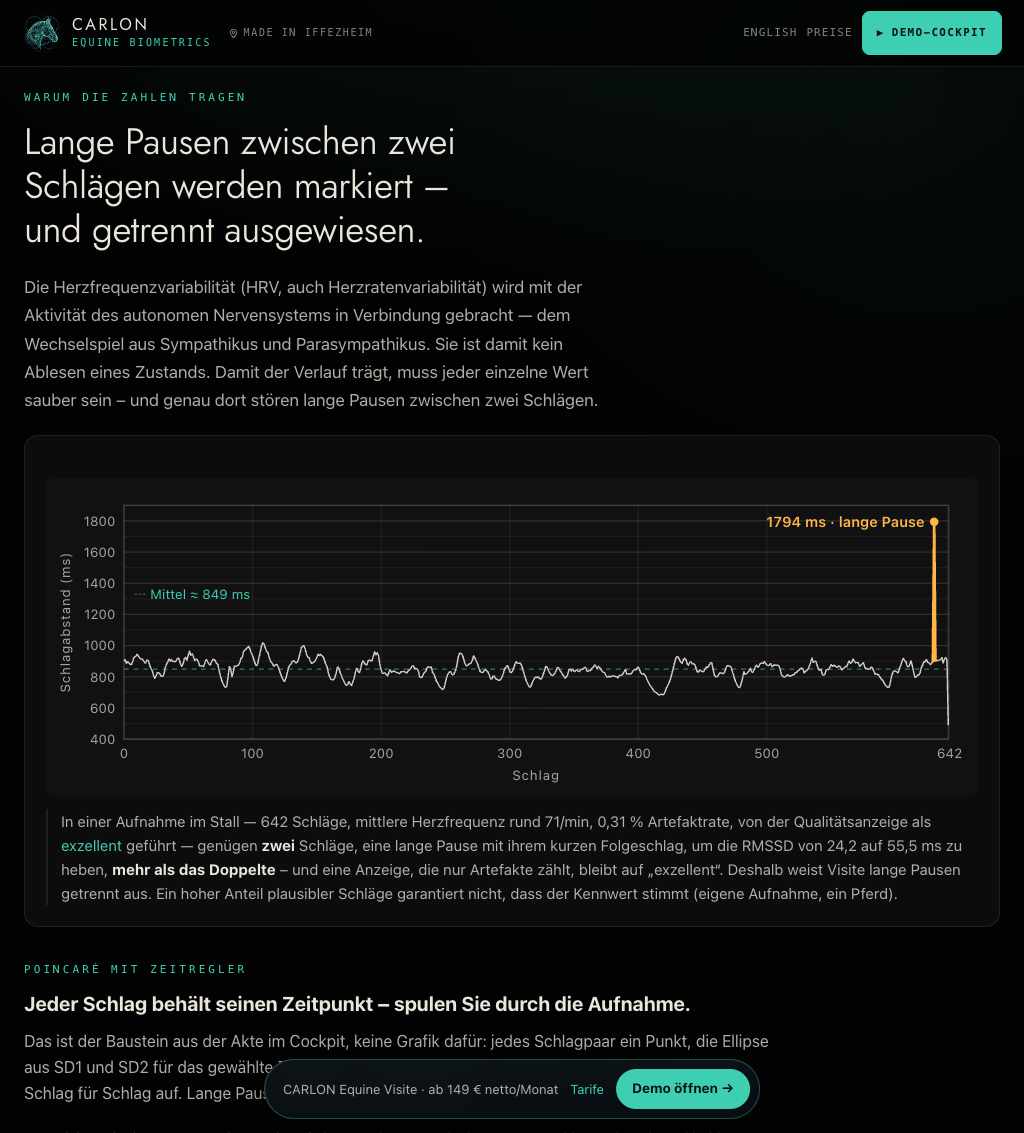 CARLON
EQUINE BIOMETRICS
MADE IN IFFEZHEIM
ENGLISH PREISE
▶ DEMO–COCKPIT
WARUM DIE ZAHLEN TRAGEN
Lange Pausen zwischen zwei
Schlägen werden markiert –
und getrennt ausgewiesen.
Die Herzfrequenzvariabilität (HRV, auch Herzratenvariabilität) wird mit der
Aktivität des autonomen Nervensystems in Verbindung gebracht — dem
Wechselspiel aus Sympathikus und Parasympathikus. Sie ist damit kein
Ablesen eines Zustands. Damit der Verlauf trägt, muss jeder einzelne Wert
sauber sein – und genau dort stören lange Pausen zwischen zwei Schlägen.
1794 ms · lange Pause
Mittel ≈ 849 ms
Schlagabstand (ms)
1800
1600
1400
1200
1000
800
600
400
0 100 200 300 400 500 642
Schlag
In einer Aufnahme im Stall — 642 Schläge, mittlere Herzfrequenz rund 71/min, 0,31 % Artefaktrate, von der Qualitätsanzeige als
exzellent geführt — genügen zwei Schläge, eine lange Pause mit ihrem kurzen Folgeschlag, um die RMSSD von 24,2 auf 55,5 ms zu
heben, mehr als das Doppelte – und eine Anzeige, die nur Artefakte zählt, bleibt auf „exzellent“. Deshalb weist Visite lange Pausen
getrennt aus. Ein hoher Anteil plausibler Schläge garantiert nicht, dass der Kennwert stimmt (eigene Aufnahme, ein Pferd).
POINCARÉ MIT ZEITREGLER
Jeder Schlag behält seinen Zeitpunkt – spulen Sie durch die Aufnahme.
Das ist der Baustein aus der Akte im Cockpit, keine Grafik dafür: jedes Schlagpaar ein Punkt, die Ellipse
aus SD1 und SD2 für das gewählte
Schlag für Schlag auf. Lange
CARLON Equine Visite · ab 149 € netto/Monat Tarife Demo öffnen →